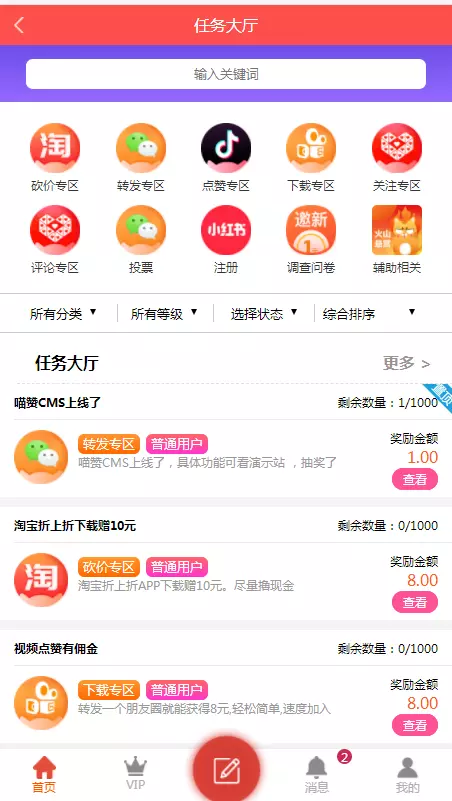 任务大厅
输入关键词
淘
砍价专区
转发专区
点赞专区
下载专区
关注专区
小红书
邀新
火山
悬赏
评论专区
投票
注册
调查问卷
辅助相关
所有分类
所有等级
选择状态
综合排序
任务大厅
更多 >
置顶
喵赞CMS上线了
剩余数量：1/1000
转发专区 普通用户
喵赞CMS上线了，具体功能可看演示站 ，抽奖了
奖励金额
1.00
查看
淘宝折上折下载赠10元
剩余数量：0/1000
淘
砍价专区 普通用户
淘宝折上折APP下载赠10元。尽量撸现金
奖励金额
8.00
查看
视频点赞有佣金
剩余数量：0/1000
下载专区 普通用户
转发一个朋友圈就能获得8元,轻松简单,速度加入
奖励金额
8.00
查看
首页
VIP
2
消息
我的